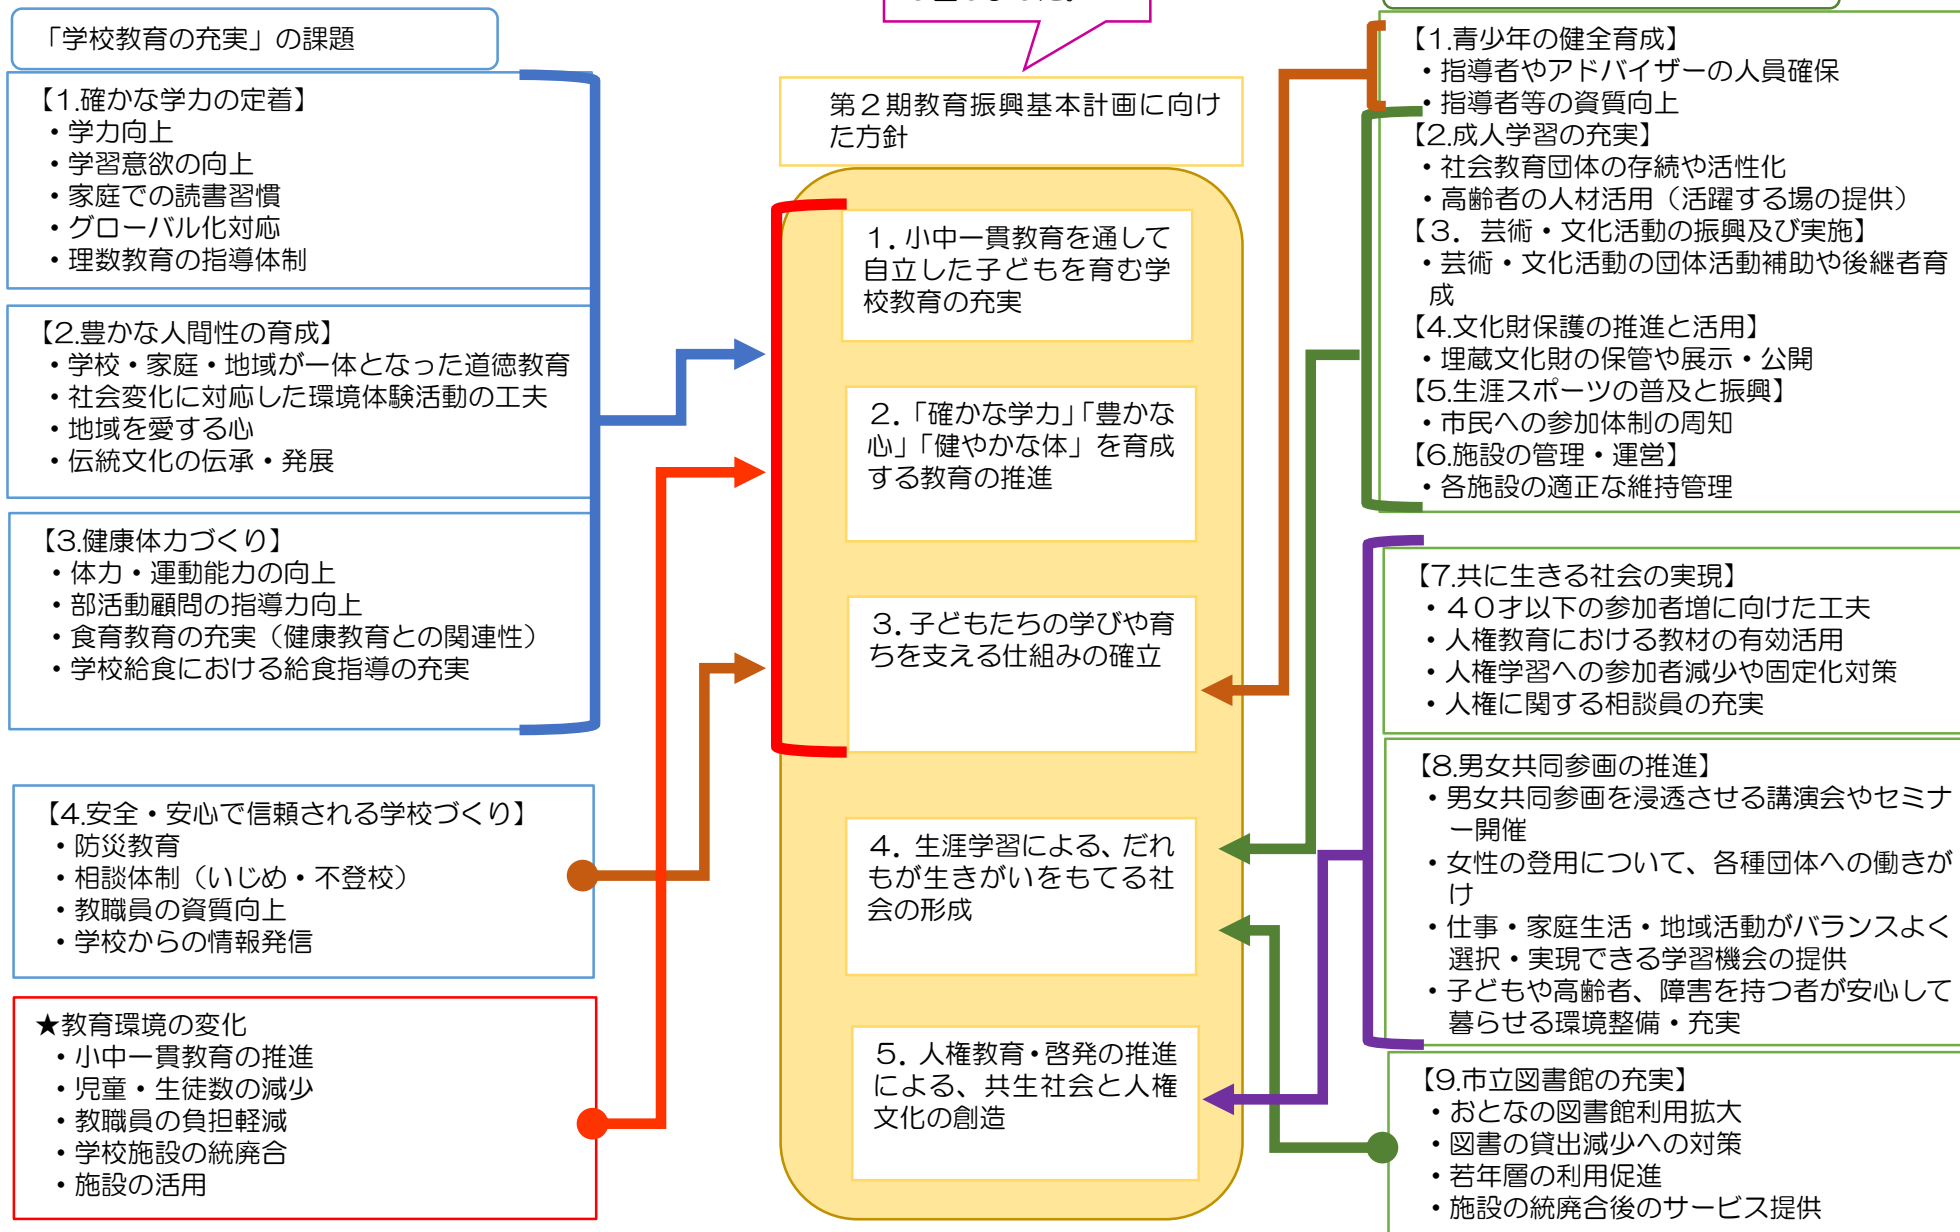 「学校教育の充実」の課題
【1.確かな学力の定着】
・学力向上
・学習意欲の向上
・家庭での読書習慣
・グローバル化対応
・理数教育の指導体制
【2.豊かな人間性の育成】
・学校・家庭・地域が一体となった道徳教育
・社会変化に対応した環境体験活動の工夫
・地域を愛する心
・伝統文化の伝承・発展
【3.健康体力づくり】
・体力・運動能力の向上
・部活動顧問の指導力向上
・食育教育の充実（健康教育との関連性）
・学校給食における給食指導の充実
【4.安全・安心で信頼される学校づくり】
・防災教育
・相談体制（いじめ・不登校）
・教職員の資質向上
・学校からの情報発信
★教育環境の変化
・小中一貫教育の推進
・児童・生徒数の減少
・教職員の負担軽減
・学校施設の統廃合
・施設の活用
第２期教育振興基本計画に向け
た方針
１．小中一貫教育を通して
自立した子どもを育む学
校教育の充実
２．「確かな学力」「豊かな
心」「健やかな体」を育成
する教育の推進
３．子どもたちの学びや育
ちを支える仕組みの確立
４．生涯学習による、だれ
もが生きがいをもてる社
会の形成
５．人権教育・啓発の推進
による、共生社会と人権
文化の創造
【1.青少年の健全育成】
・指導者やアドバイザーの人員確保
・指導者等の資質向上
【2.成人学習の充実】
・社会教育団体の存続や活性化
・高齢者の人材活用（活躍する場の提供）
【３．芸術・文化活動の振興及び実施】
・芸術・文化活動の団体活動補助や後継者育
成
【4.文化財保護の推進と活用】
・埋蔵文化財の保管や展示・公開
【5.生涯スポーツの普及と振興】
・市民への参加体制の周知
【6.施設の管理・運営】
・各施設の適正な維持管理
【7.共に生きる社会の実現】
・４０才以下の参加者増に向けた工夫
・人権教育における教材の有効活用
・人権学習への参加者減少や固定化対策
・人権に関する相談員の充実
【8.男女共同参画の推進】
・男女共同参画を浸透させる講演会やセミナ
ー開催
・女性の登用について、各種団体への働きが
け
・仕事・家庭生活・地域活動がバランスよく
選択・実現できる学習機会の提供
・子どもや高齢者、障害を持つ者が安心して
暮らせる環境整備・充実
【9.市立図書館の充実】
・おとなの図書館利用拡大
・図書の貸出減少への対策
・若年層の利用促進
・施設の統廃合後のサービス提供